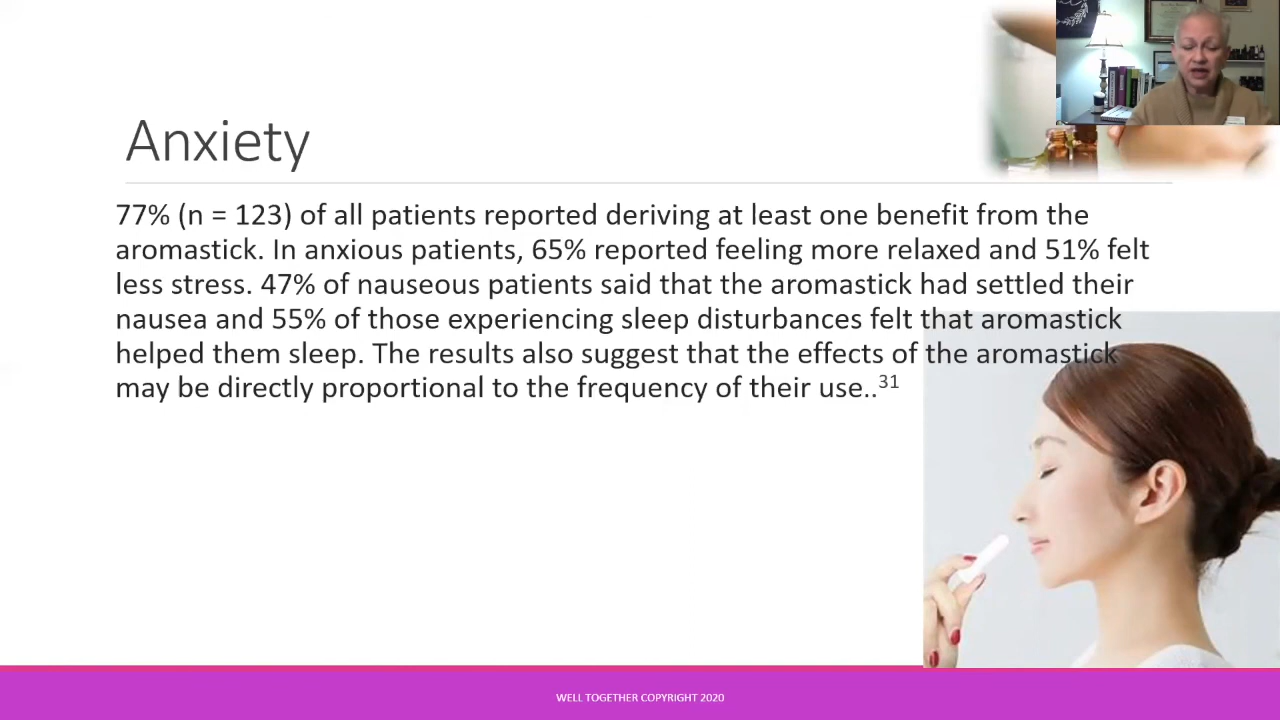 Anxiety
77% (n = 123) of all patients reported deriving at least one benefit from the
aromastick. In anxious patients, 65% reported feeling more relaxed and 51% felt
less stress. 47% of nauseous patients said that the aromastick had settled their
nausea and 55% of those experiencing sleep disturbances felt that aromastick
helped them sleep. The results also suggest that the effects of the aromastick
may be directly proportional to the frequency of their use..31
WELL TOGETHER COPYRIGHT 2020